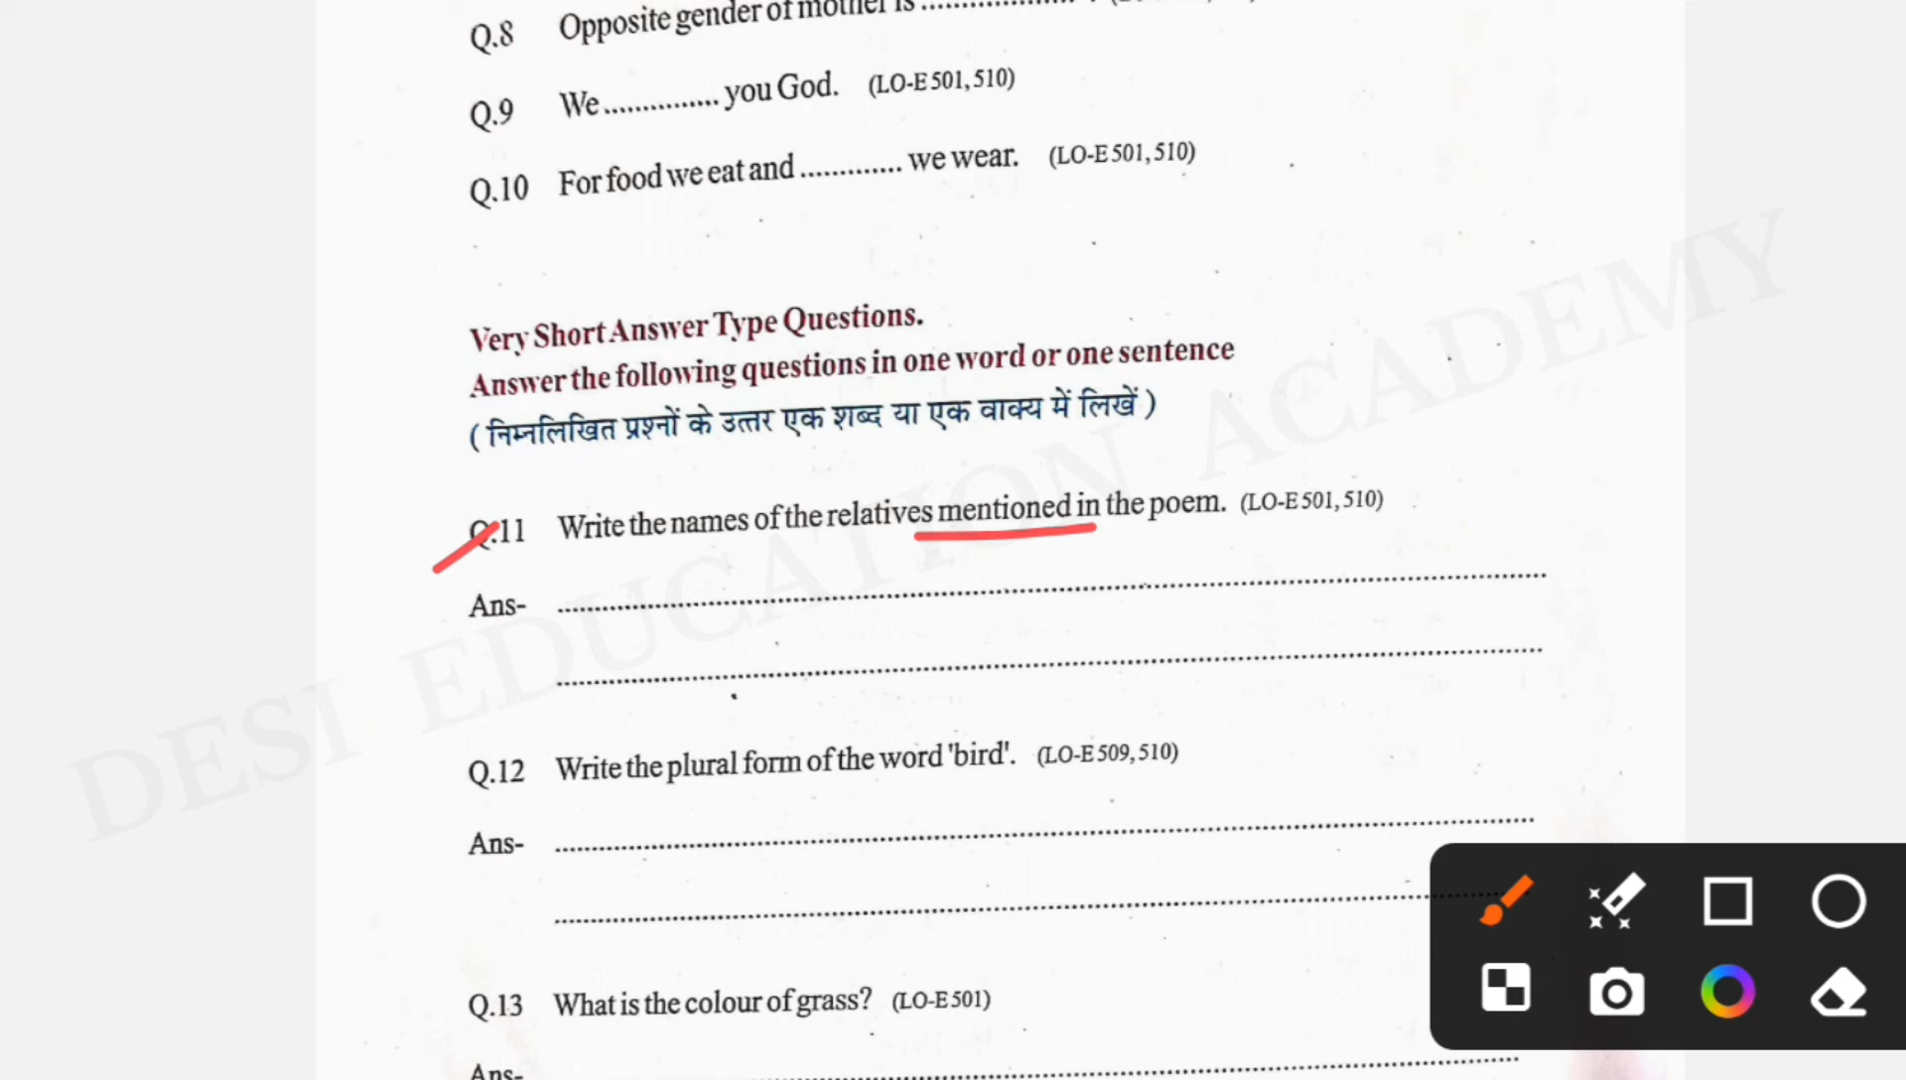 Q.8 Opposite gender of mother is ....................
Q.9 We ............... you God. (LO-E 501, 510)
Q.10 For food we eat and ............. we wear. (LO-E 501, 510)
Very Short Answer Type Questions.
Answer the following questions in one word or one sentence
( निम्नलिखित प्रश्नों के उत्तर एक शब्द या एक वाक्य में लिखें )
Q.11 Write the names of the relatives mentioned in the poem. (LO-E 501, 510)
Ans-
Q.12 Write the plural form of the word 'bird'. (LO-E 509, 510)
Ans-
Q.13 What is the colour of grass? (LO-E 501)
Ans-
DESI EDUCATION ACADEMY